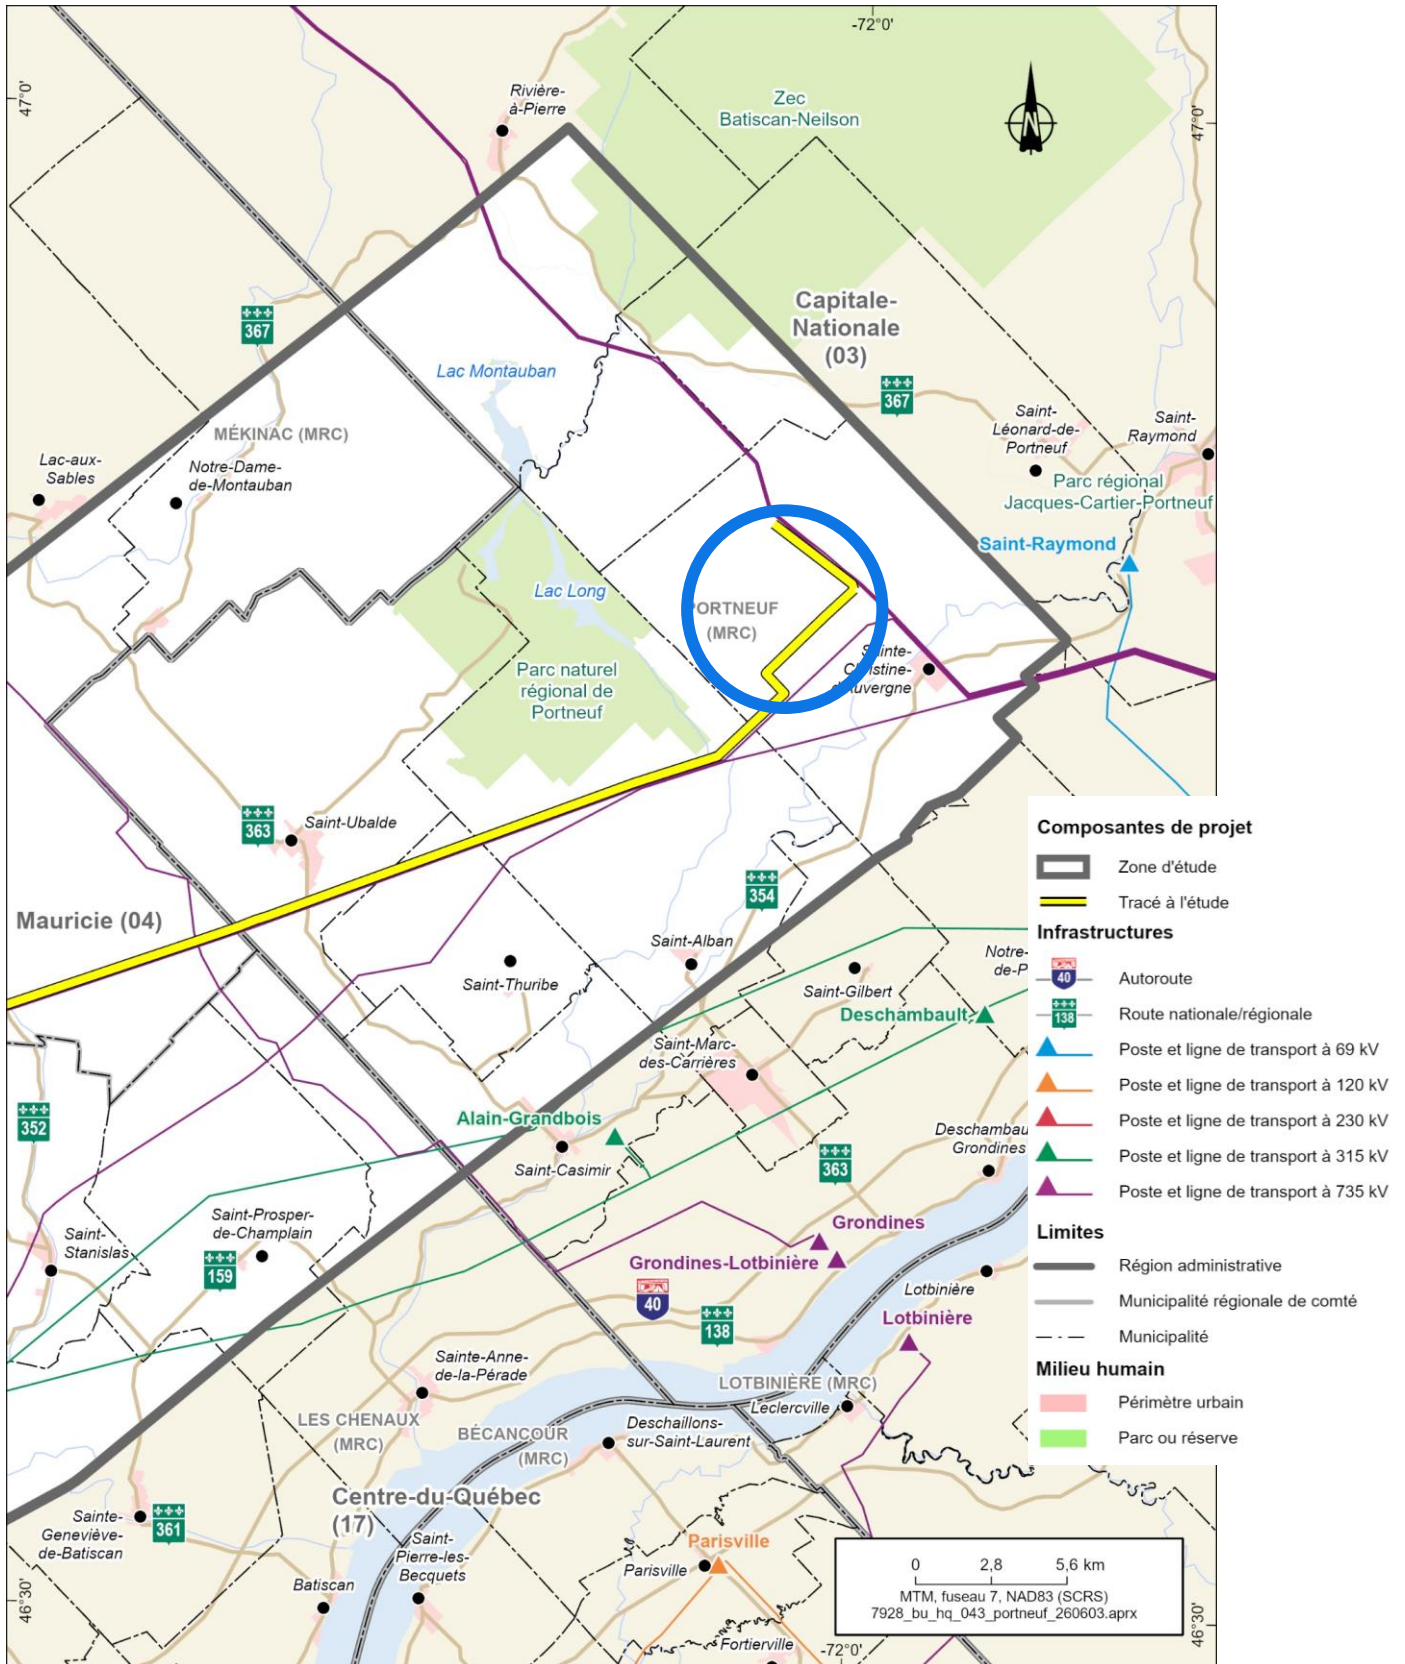 -72°0'
47°0'
47°0'
Rivière-
à-Pierre
Zec
Batiscan-Neilson
N
367
Capitale-
Nationale
(03)
Lac Montauban
367
MÉKINAC (MRC)
Saint-
Léonard-de-
Portneuf
Saint-
Raymond
Lac-aux-
Sables
Notre-Dame-
de-Montauban
Parc régional
Jacques-Cartier-Portneuf
Saint-Raymond
Lac Long
PORTNEUF
(MRC)
Sainte-
Christine-
d'Auvergne
Parc naturel
régional de
Portneuf
363
Saint-Ubalde
354
Mauricie (04)
Saint-Alban
Saint-Thuribe
Saint-Gilbert
Notre-
de-P
Deschambault
Saint-Marc-
des-Carrières
352
Alain-Grandbois
Saint-Casimir
Deschambau
Grondines
363
Saint-
Stanislas
Saint-Prosper-
de-Champlain
159
Grondines
Grondines-Lotbinière
40
138
Lotbinière
Lotbinière
Sainte-Anne-
de-la-Pérade
LOTBINIÈRE (MRC)
Leclercville
LES CHENAUX
(MRC)
BÉCANCOUR
(MRC)
Deschaillons-
sur-Saint-Laurent
Centre-du-Québec
(17)
Sainte-
Geneviève-
de-Batiscan
361
Saint-
Pierre-les-
Becquets
Batiscan
Parisville
Parisville
Fortierville
46°30'
46°30'
-72°0'
Composantes de projet
Zone d'étude
Tracé à l'étude
Infrastructures
40
Autoroute
138
Route nationale/régionale
Poste et ligne de transport à 69 kV
Poste et ligne de transport à 120 kV
Poste et ligne de transport à 230 kV
Poste et ligne de transport à 315 kV
Poste et ligne de transport à 735 kV
Limites
Région administrative
Municipalité régionale de comté
Municipalité
Milieu humain
Périmètre urbain
Parc ou réserve
0 2,8 5,6 km
MTM, fuseau 7, NAD83 (SCRS)
7928_bu_hq_043_portneuf_260603.aprx